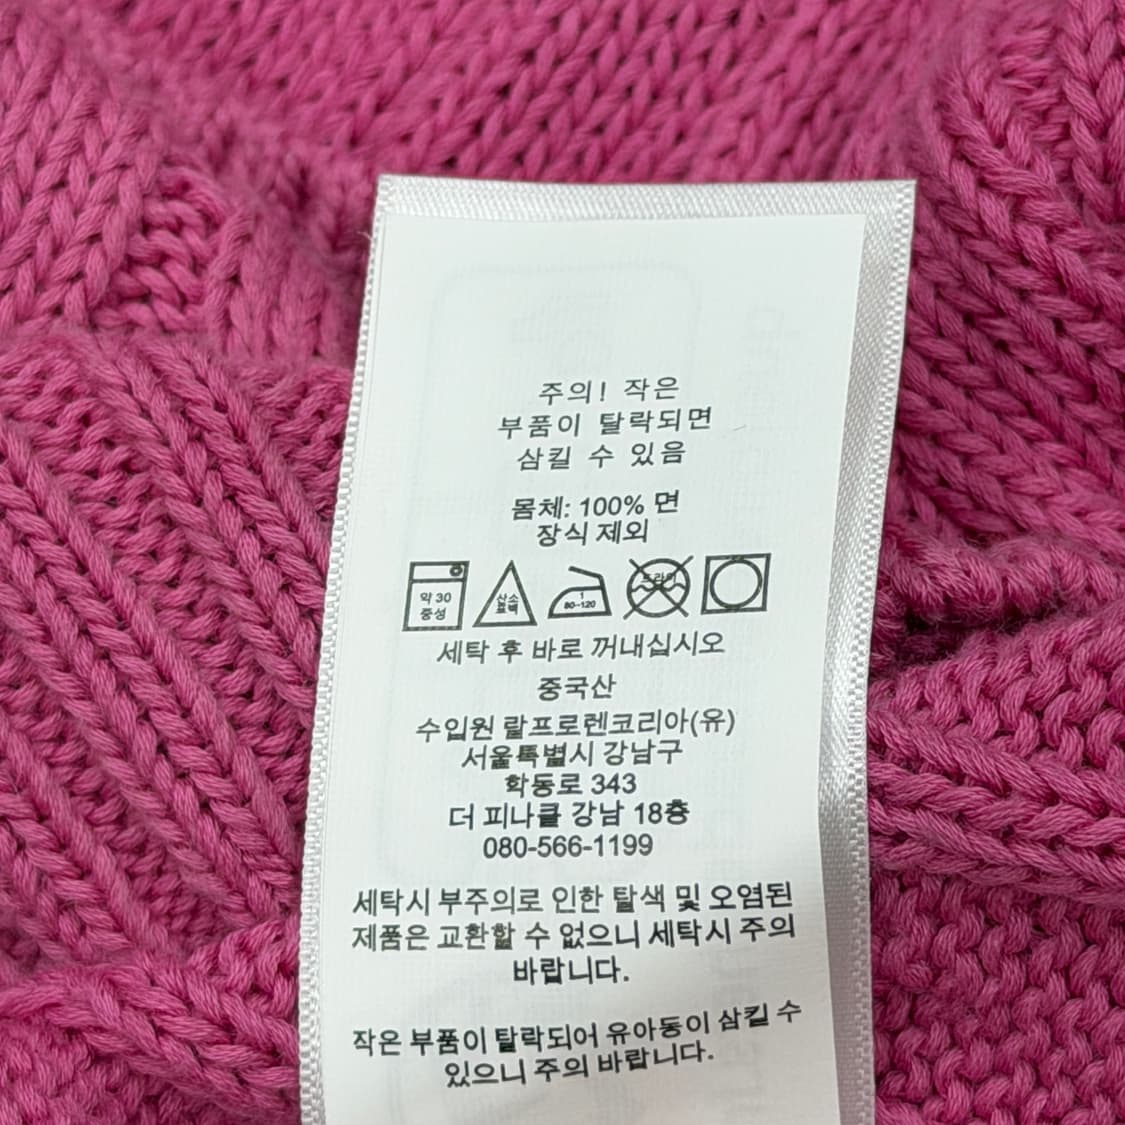 주의! 작은
부품이 탈락되면
삼킬 수 있음
몸체: 100% 면
장식 제외
약 30
중성
산소
표백
1
80~120
드라이
세탁 후 바로 꺼내십시오
중국산
수입원 랄프로렌코리아(유)
서울특별시 강남구
학동로 343
더 피나클 강남 18층
080-566-1199
세탁시 부주의로 인한 탈색 및 오염된
제품은 교환할 수 없으니 세탁시 주의
바랍니다.
작은 부품이 탈락되어 유아동이 삼킬 수
있으니 주의 바랍니다.